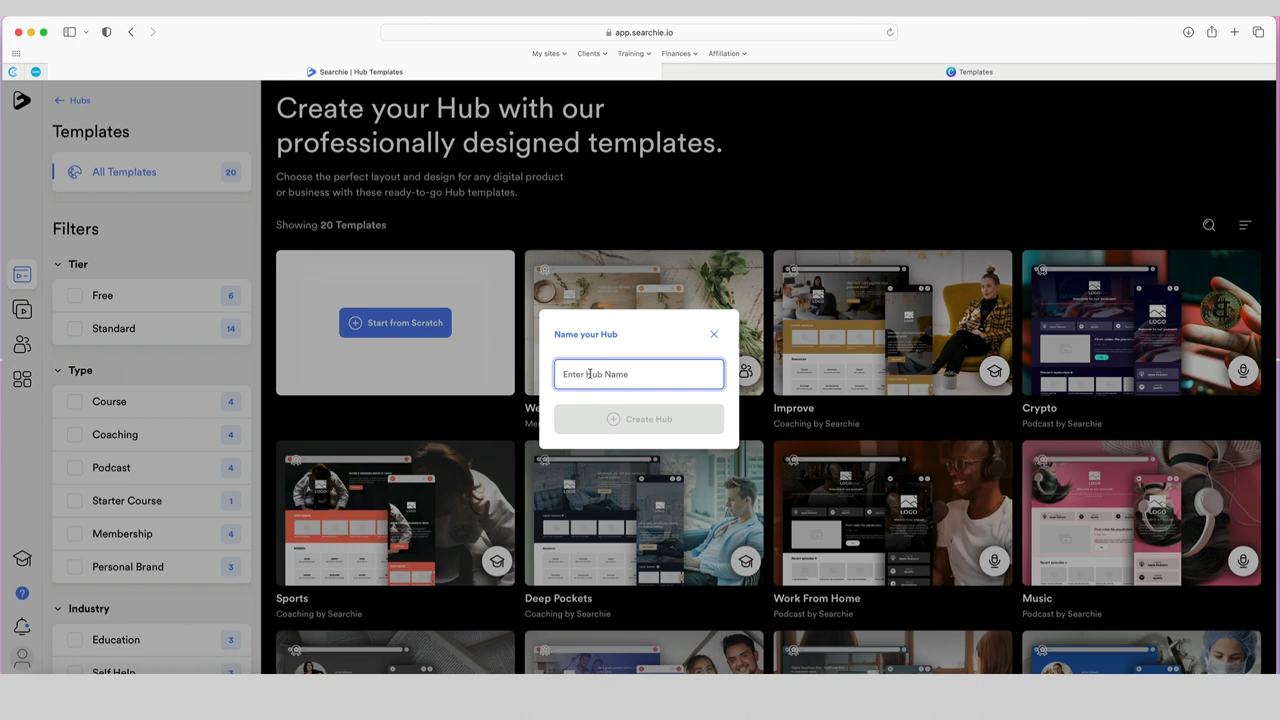 app.searchie.io
My sites
Clients
Training
Finances
Affiliation
Searchie | Hub Templates
Templates
Hubs
Templates
All Templates
20
Filters
Tier
Free
6
Standard
14
Type
Course
4
Coaching
4
Podcast
4
Starter Course
1
Membership
4
Personal Brand
3
Industry
Education
3
Create your Hub with our
professionally designed templates.
Choose the perfect layout and design for any digital product
or business with these ready-to-go Hub templates.
Showing 20 Templates
Start from Scratch
Name your Hub
Enter Hub Name
Create Hub
Improve
Coaching by Searchie
Crypto
Podcast by Searchie
Sports
Coaching by Searchie
Deep Pockets
Coaching by Searchie
Work From Home
Podcast by Searchie
Music
Podcast by Searchie